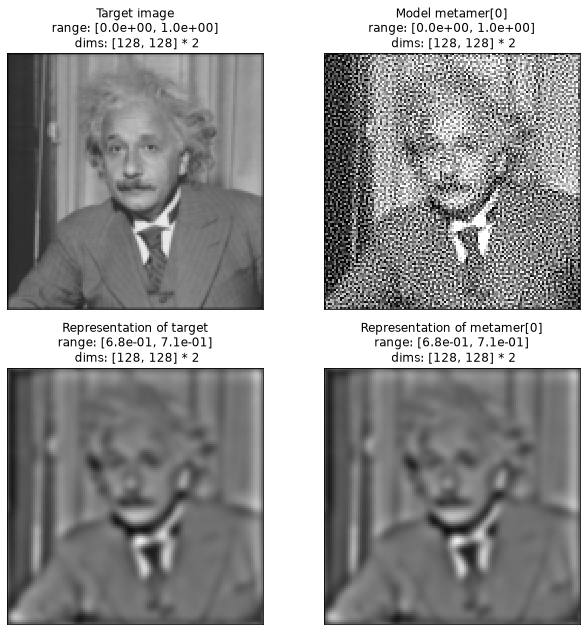 Target image
range: [0.0e+00, 1.0e+00]
dims: [128, 128] * 2
Model metamer[0]
range: [0.0e+00, 1.0e+00]
dims: [128, 128] * 2
Representation of target
range: [6.8e-01, 7.1e-01]
dims: [128, 128] * 2
Representation of metamer[0]
range: [6.8e-01, 7.1e-01]
dims: [128, 128] * 2